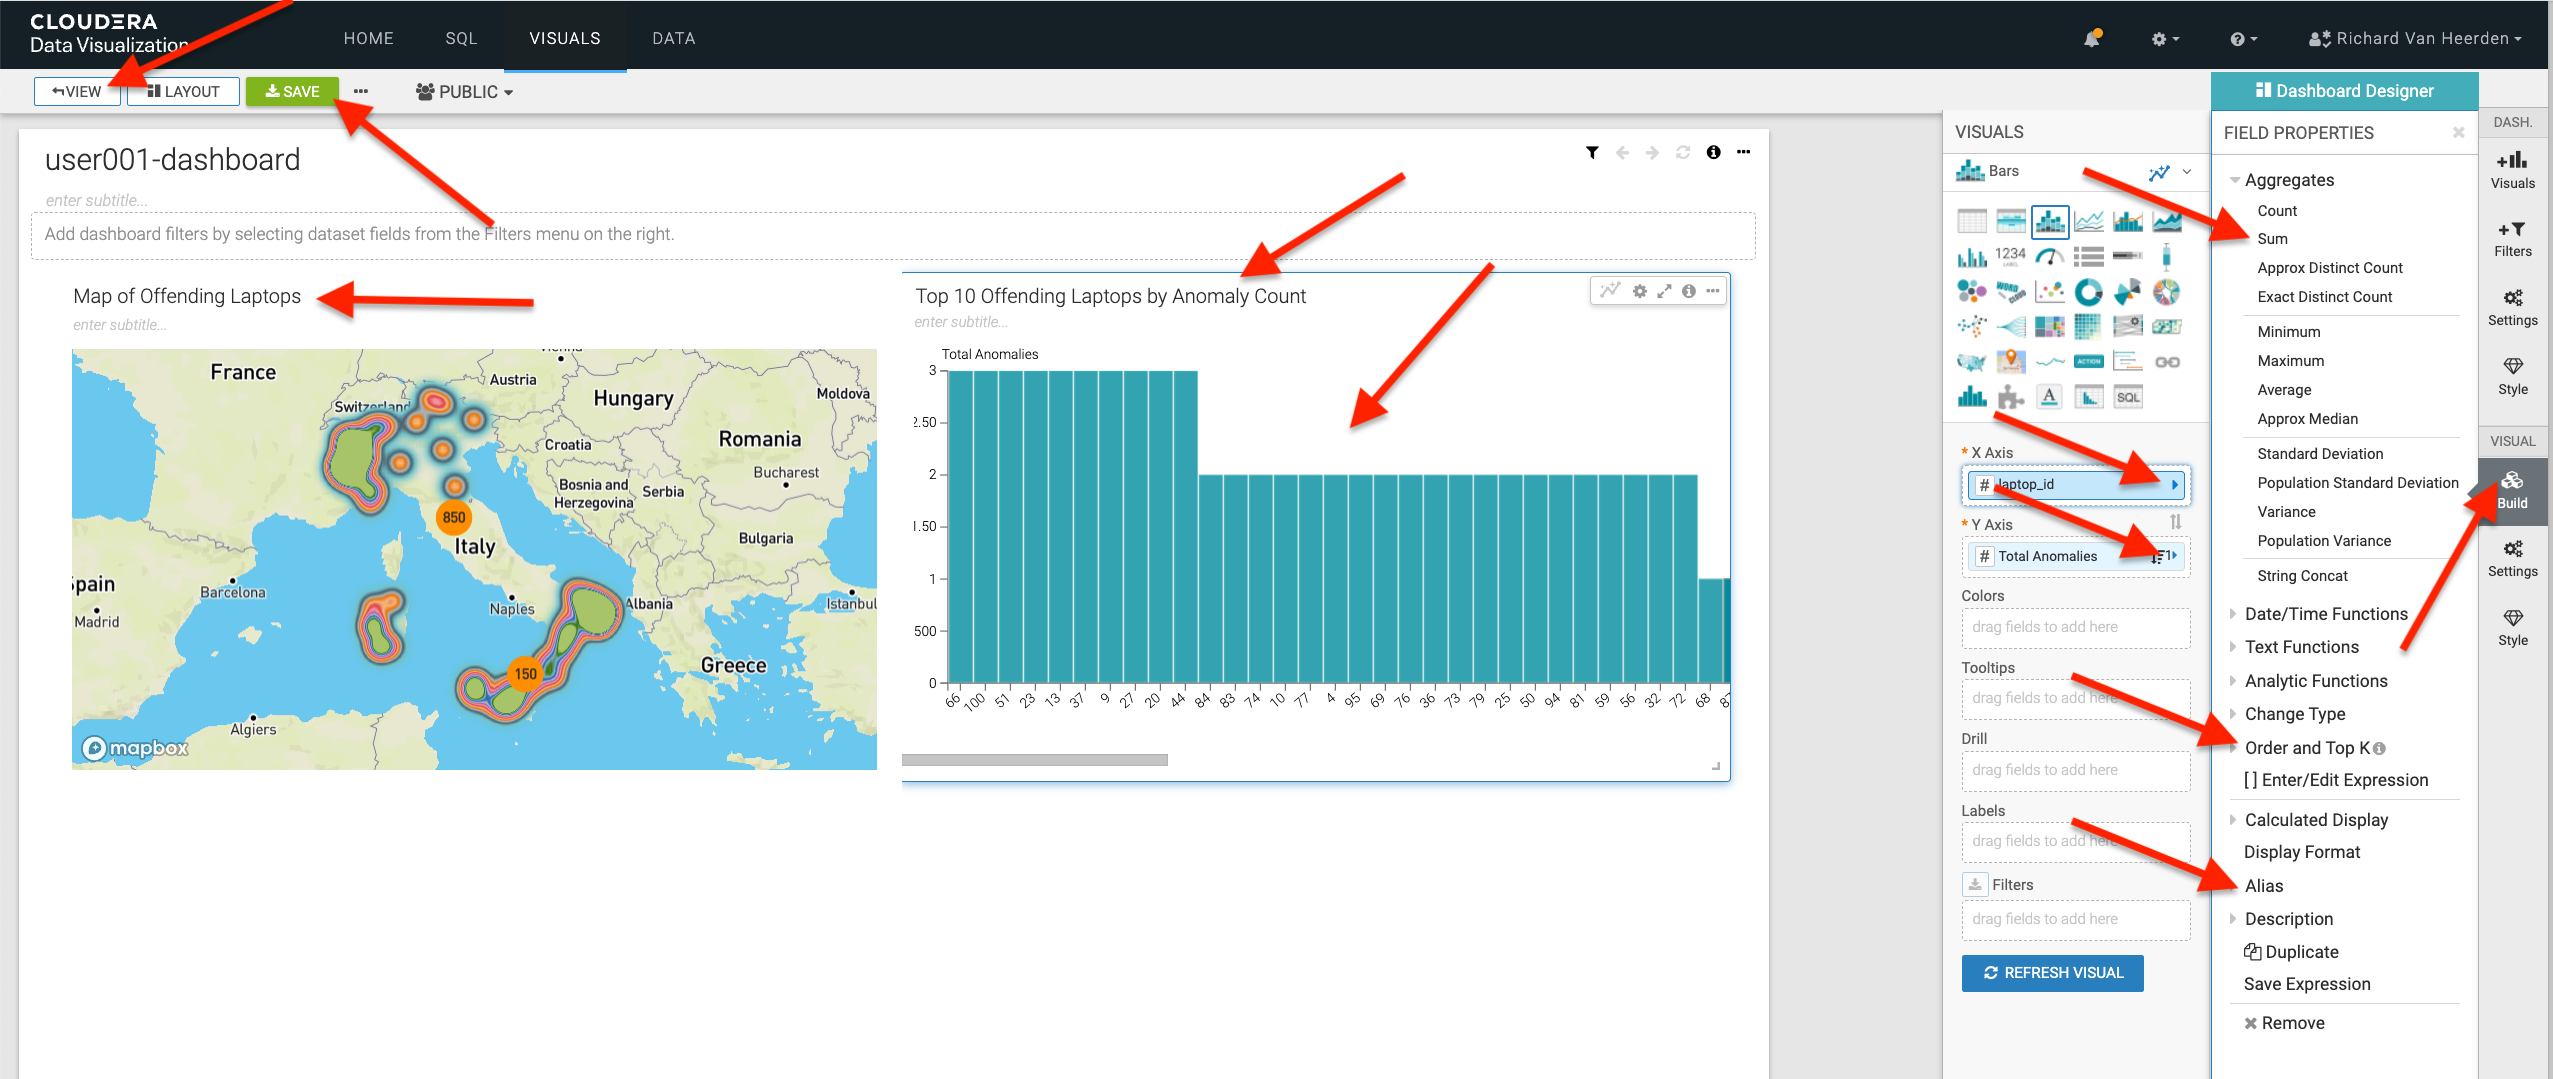 CLOUDERA
Data Visualization
HOME
SQL
VISUALS
DATA
Richard Van Heerden
VIEW
LAYOUT
SAVE
PUBLIC
Dashboard Designer
user001-dashboard
enter subtitle...
Add dashboard filters by selecting dataset fields from the Filters menu on the right.
Map of Offending Laptops
enter subtitle...
France
Austria
Switzerland
Hungary
Moldova
Croatia
Romania
Bucharest
Bosnia and
Herzegovina
Serbia
850
Italy
Bulgaria
Spain
Barcelona
Madrid
Naples
Albania
Istanbul
150
Greece
Algiers
mapbox
Top 10 Offending Laptops by Anomaly Count
enter subtitle...
Total Anomalies
3
2.50
2
1.50
1
500
0
66 100 51 23 13 37 9 27 20 44 84 83 74 10 77 4 95 69 76 36 73 79 25 50 94 81 59 56 32 72 68
VISUALS
Bars
1234
LABEL
WORD
CLOUD
ACTION
A
SQL
* X Axis
# laptop_id
* Y Axis
# Total Anomalies 1
Colors
drag fields to add here
Tooltips
drag fields to add here
Drill
drag fields to add here
Labels
drag fields to add here
Filters
drag fields to add here
REFRESH VISUAL
FIELD PROPERTIES
Aggregates
Count
Sum
Approx Distinct Count
Exact Distinct Count
Minimum
Maximum
Average
Approx Median
Standard Deviation
Population Standard Deviation
Variance
Population Variance
String Concat
Date/Time Functions
Text Functions
Analytic Functions
Change Type
Order and Top K
[ ] Enter/Edit Expression
Calculated Display
Display Format
Alias
Description
Duplicate
Save Expression
Remove
DASH.
Visuals
Filters
Settings
Style
VISUAL
Build
Settings
Style